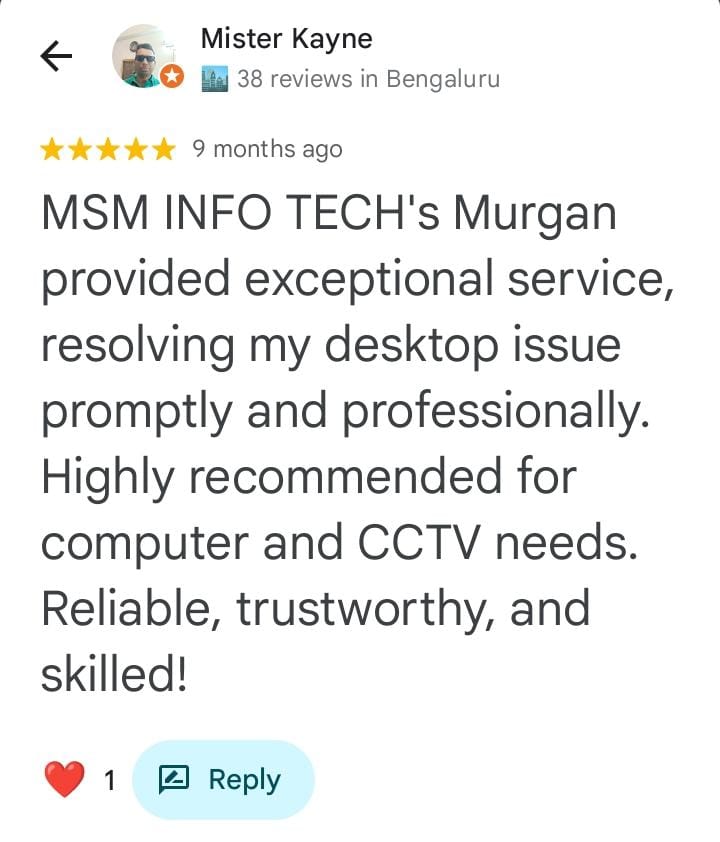 Mister Kayne
38 reviews in Bengaluru
9 months ago
MSM INFO TECH's Murgan
provided exceptional service,
resolving my desktop issue
promptly and professionally.
Highly recommended for
computer and CCTV needs.
Reliable, trustworthy, and
skilled!
1 Reply